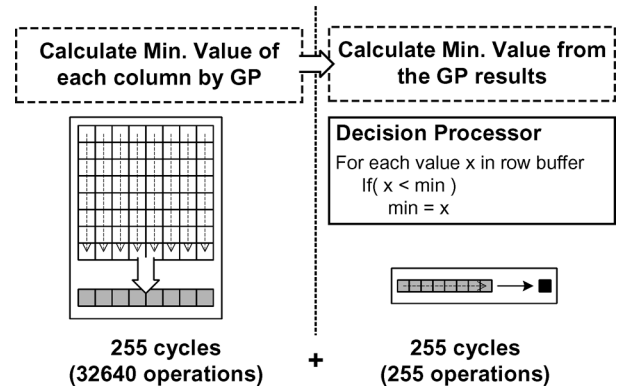 Calculate Min. Value of
each column by GP
Calculate Min. Value from
the GP results
Decision Processor
For each value x in row buffer
If( x < min )
min = x
255 cycles
(32640 operations)
+
255 cycles
(255 operations)